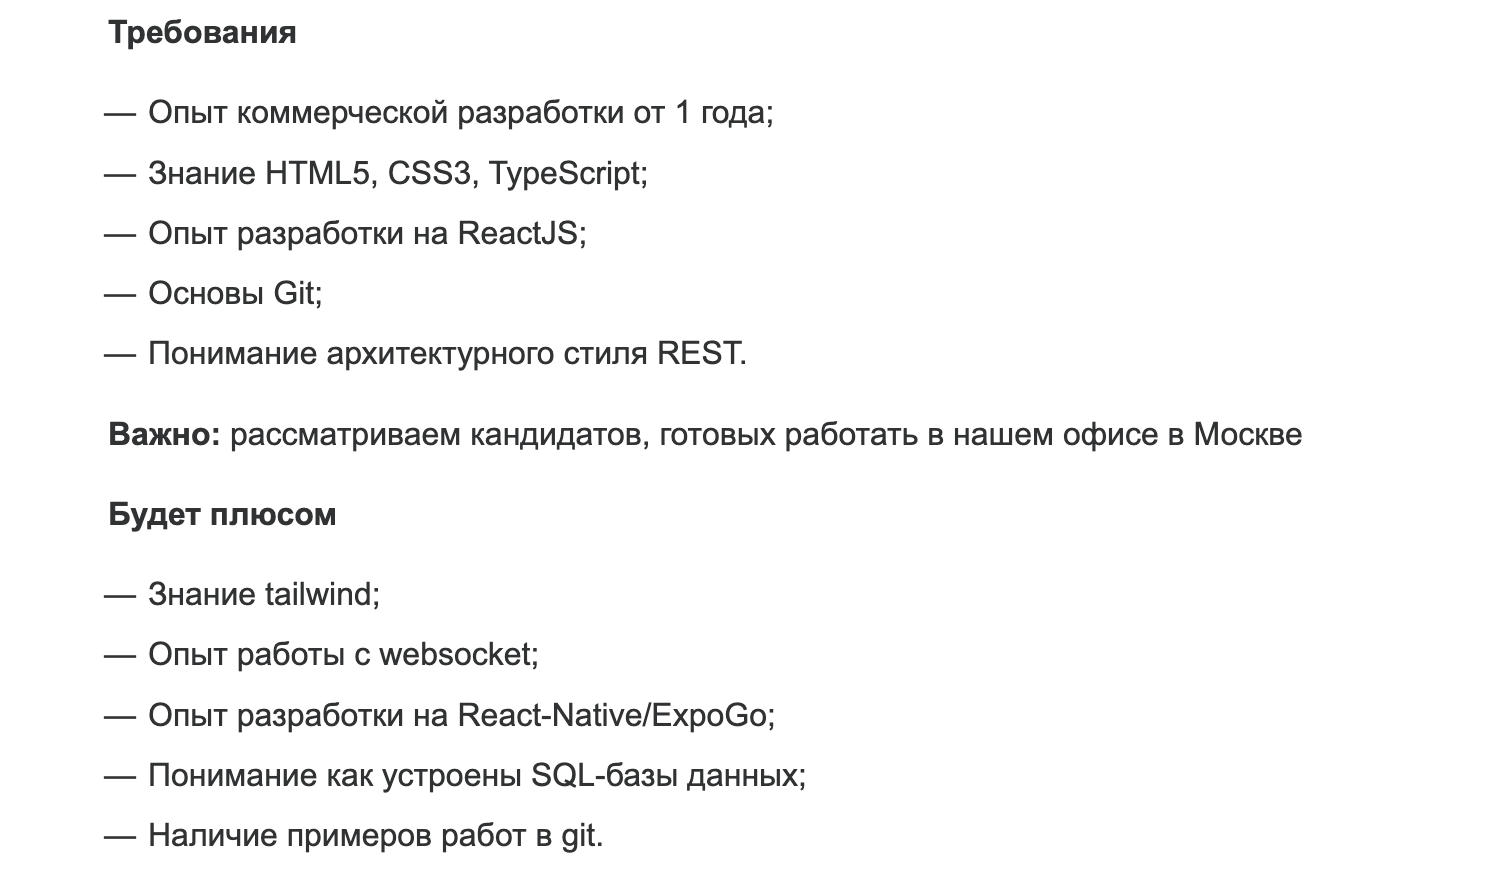 Требования
— Опыт коммерческой разработки от 1 года;
— Знание HTML5, CSS3, TypeScript;
— Опыт разработки на ReactJS;
— Основы Git;
— Понимание архитектурного стиля REST.
Важно: рассматриваем кандидатов, готовых работать в нашем офисе в Москве
Будет плюсом
— Знание tailwind;
— Опыт работы с websocket;
— Опыт разработки на React-Native/ExpoGo;
— Понимание как устроены SQL-базы данных;
— Наличие примеров работ в git.